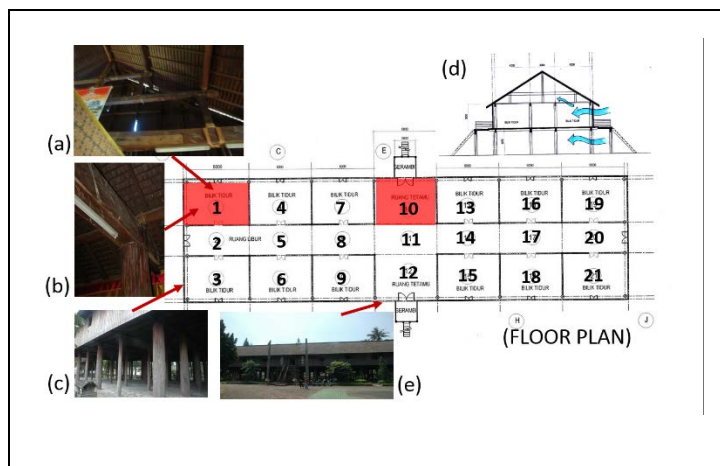 (a)
(b)
(c)
(d)
(e)
C
E
SERAMBI
BILIK TIDUR
1
BILIK TIDUR
4
BILIK TIDUR
7
RUANG TETAMU
10
BILIK TIDUR
13
BILIK TIDUR
16
BILIK TIDUR
19
2
RUANG LIBUR
5
8
11
14
17
20
3
BILIK TIDUR
6
BILIK TIDUR
9
BILIK TIDUR
12
RUANG TETAMU
15
BILIK TIDUR
18
BILIK TIDUR
21
BILIK TIDUR
SERAMBI
H
J
(FLOOR PLAN)